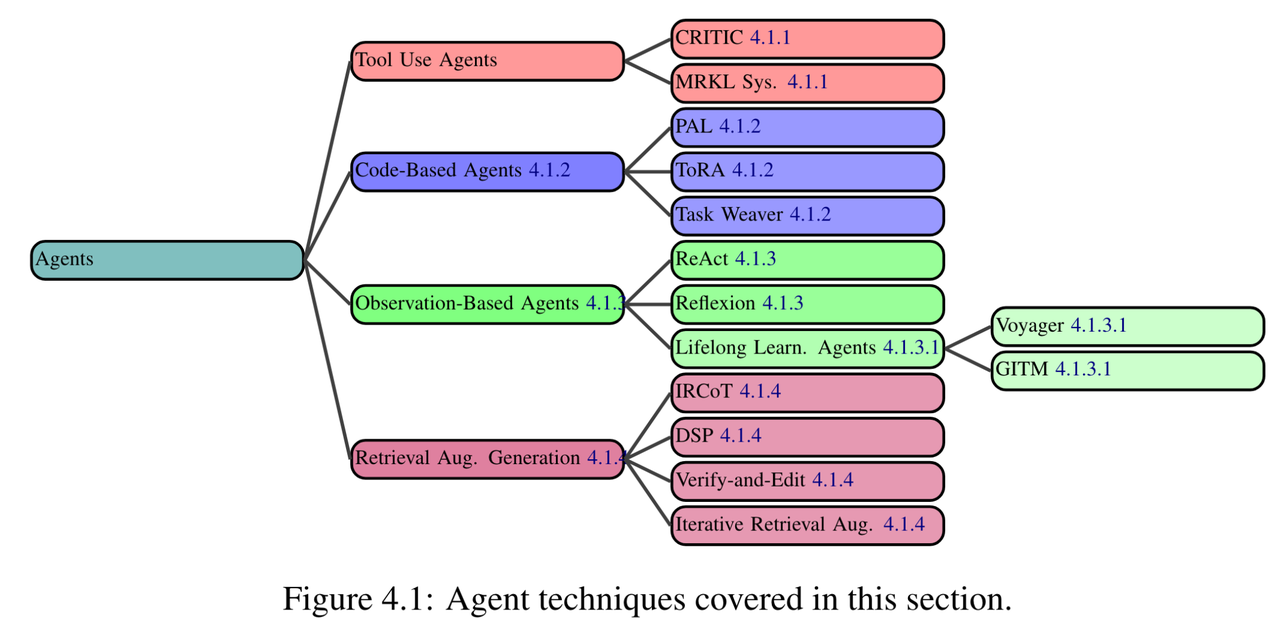 Agents
Tool Use Agents
CRITIC 4.1.1
MRKL Sys. 4.1.1
Code-Based Agents 4.1.2
PAL 4.1.2
ToRA 4.1.2
Task Weaver 4.1.2
Observation-Based Agents 4.1.3
ReAct 4.1.3
Reflexion 4.1.3
Lifelong Learn. Agents 4.1.3.1
Voyager 4.1.3.1
GITM 4.1.3.1
Retrieval Aug. Generation 4.1.4
IRCoT 4.1.4
DSP 4.1.4
Verify-and-Edit 4.1.4
Iterative Retrieval Aug. 4.1.4
Figure 4.1: Agent techniques covered in this section.